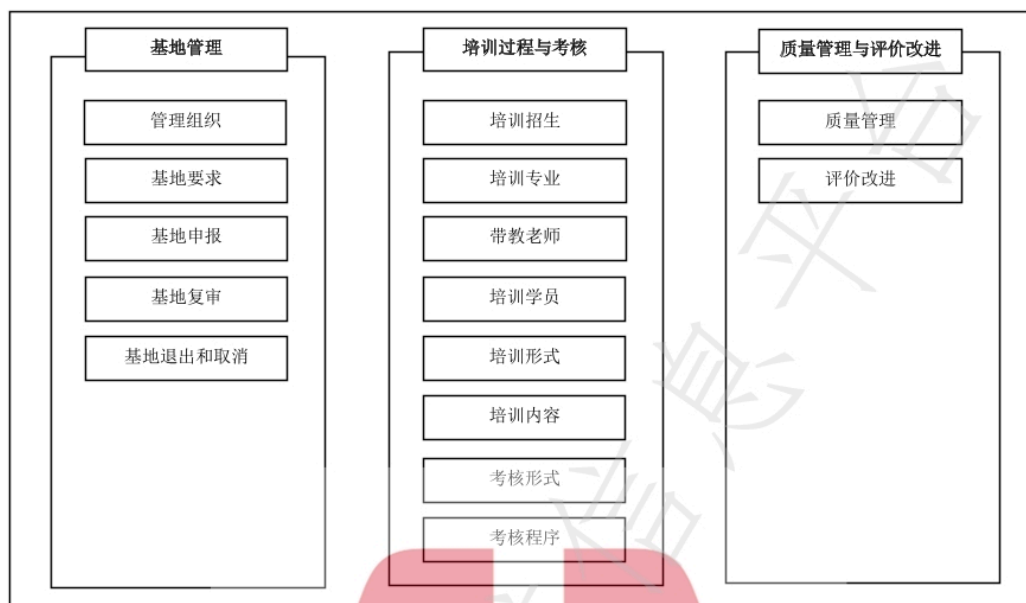 基地管理
管理组织
基地要求
基地申报
基地复审
基地退出和取消
培训过程与考核
培训招生
培训专业
带教老师
培训学员
培训形式
培训内容
考核形式
考核程序
质量管理与评价改进
质量管理
评价改进
信息平台